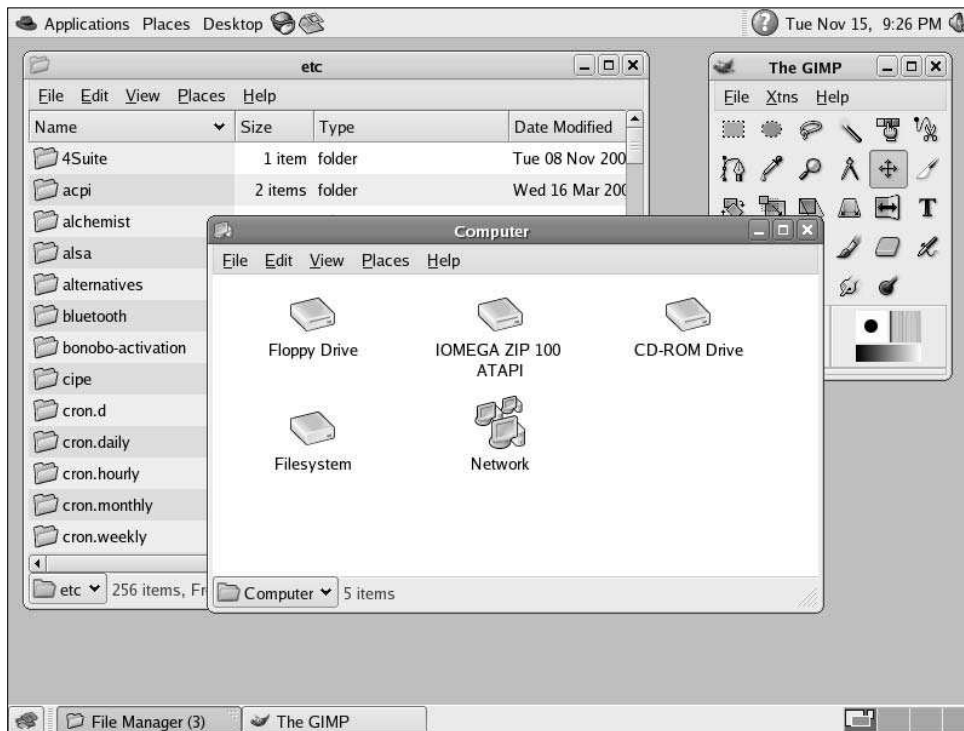 Applications Places Desktop Tue Nov 15, 9:26 PM
etc
File Edit View Places Help
Name Size Type Date Modified
4Suite 1 item folder Tue 08 Nov 200
acpi 2 items folder Wed 16 Mar 200
alchemist
alsa
alternatives
bluetooth
bonobo-activation
cipe
cron.d
cron.daily
cron.hourly
cron.monthly
cron.weekly
etc 256 items, Fr
The GIMP
File Xtns Help
T
Computer
File Edit View Places Help
Floppy Drive
IOMEGA ZIP 100
ATAPI
CD-ROM Drive
Filesystem
Network
Computer 5 items
File Manager (3) The GIMP